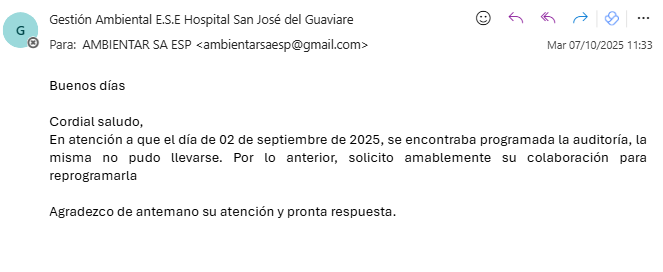 G
Gestión Ambiental E.S.E Hospital San José del Guaviare
Para: AMBIENTAR SA ESP <ambientarsaesp@gmail.com>
Mar 07/10/2025 11:33
Buenos días
Cordial saludo,
En atención a que el día de 02 de septiembre de 2025, se encontraba programada la auditoría, la
misma no pudo llevarse. Por lo anterior, solicito amablemente su colaboración para
reprogramarla
Agradezco de antemano su atención y pronta respuesta.